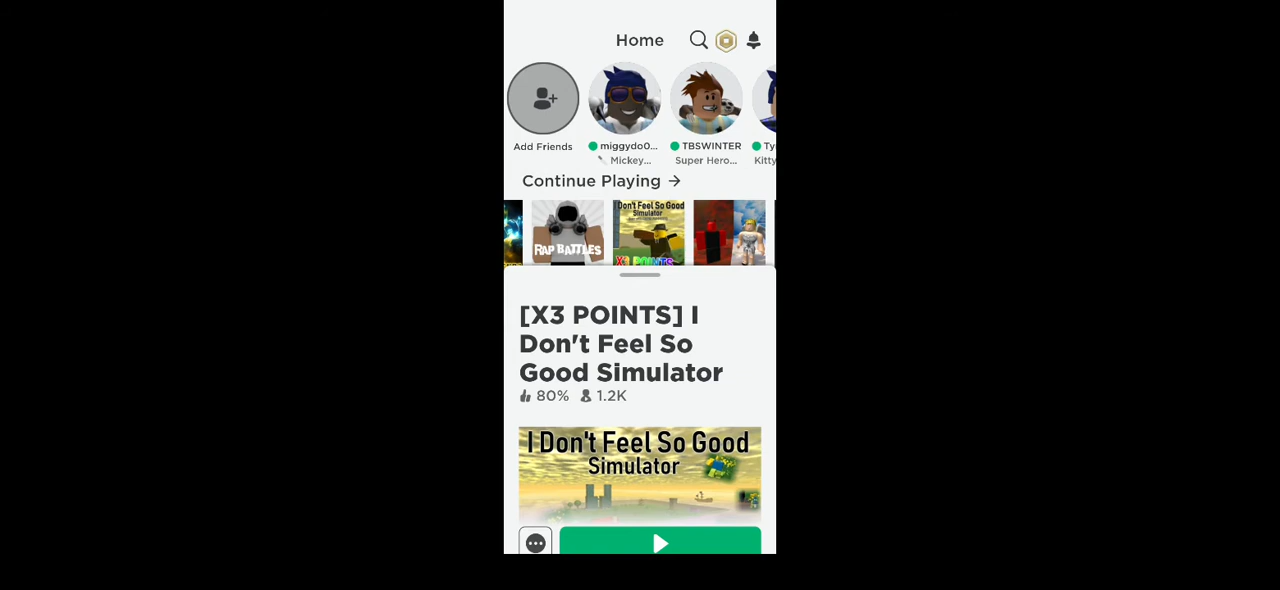 Home
Add Friends
miggydo0...
TBSWINTER
Mickey...
Super Hero...
Kitty
Continue Playing →
RAP BATTLES
Don't Feel So Good
Simulator
X3 POINTS
[X3 POINTS] I
Don't Feel So
Good Simulator
80% 1.2K
I Don't Feel So Good
Simulator